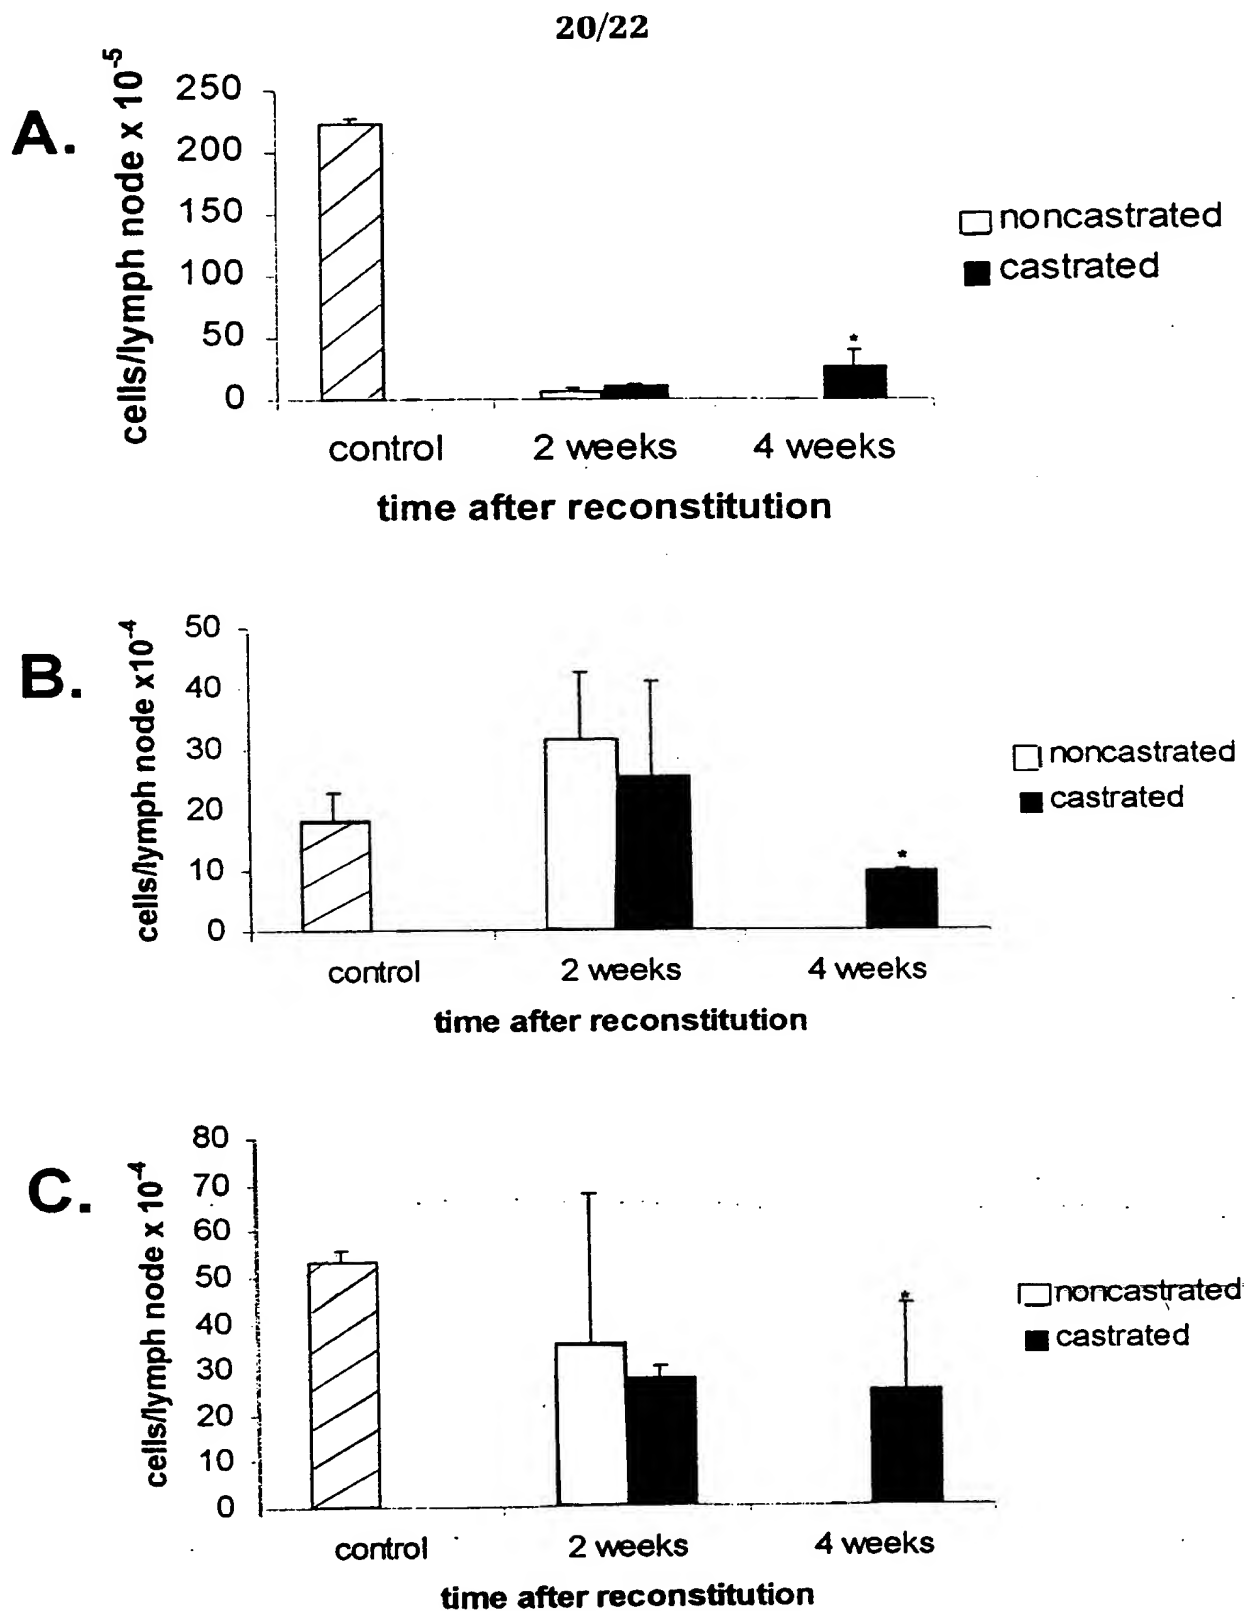 20/22
A.
cells/lymph node x 10-5
250
200
150
100
50
0
*
noncastrated
castrated
control 2 weeks 4 weeks
time after reconstitution
B.
cells/lymph node x10-4
50
40
30
20
10
0
*
noncastrated
castrated
control 2 weeks 4 weeks
time after reconstitution
C.
cells/lymph node x 10-4
80
70
60
50
40
30
20
10
0
*
noncastrated
castrated
control 2 weeks 4 weeks
time after reconstitution